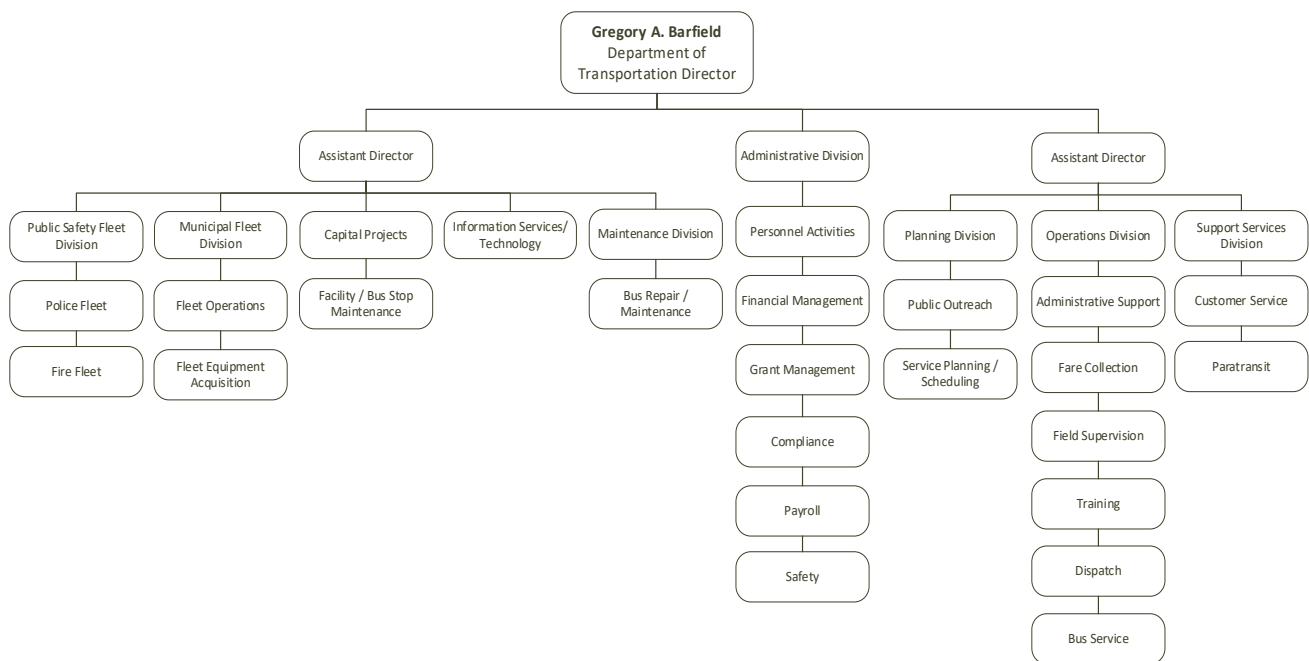 Gregory A. Barfield
Department of
Transportation Director
Assistant Director
Administrative Division
Assistant Director
Public Safety Fleet
Division
Municipal Fleet
Division
Capital Projects
Information Services/
Technology
Maintenance Division
Personnel Activities
Planning Division
Operations Division
Support Services
Division
Police Fleet
Fleet Operations
Facility / Bus Stop
Maintenance
Bus Repair /
Maintenance
Financial Management
Public Outreach
Administrative Support
Customer Service
Fire Fleet
Fleet Equipment
Acquisition
Grant Management
Service Planning /
Scheduling
Fare Collection
Paratransit
Compliance
Field Supervision
Payroll
Training
Safety
Dispatch
Bus Service